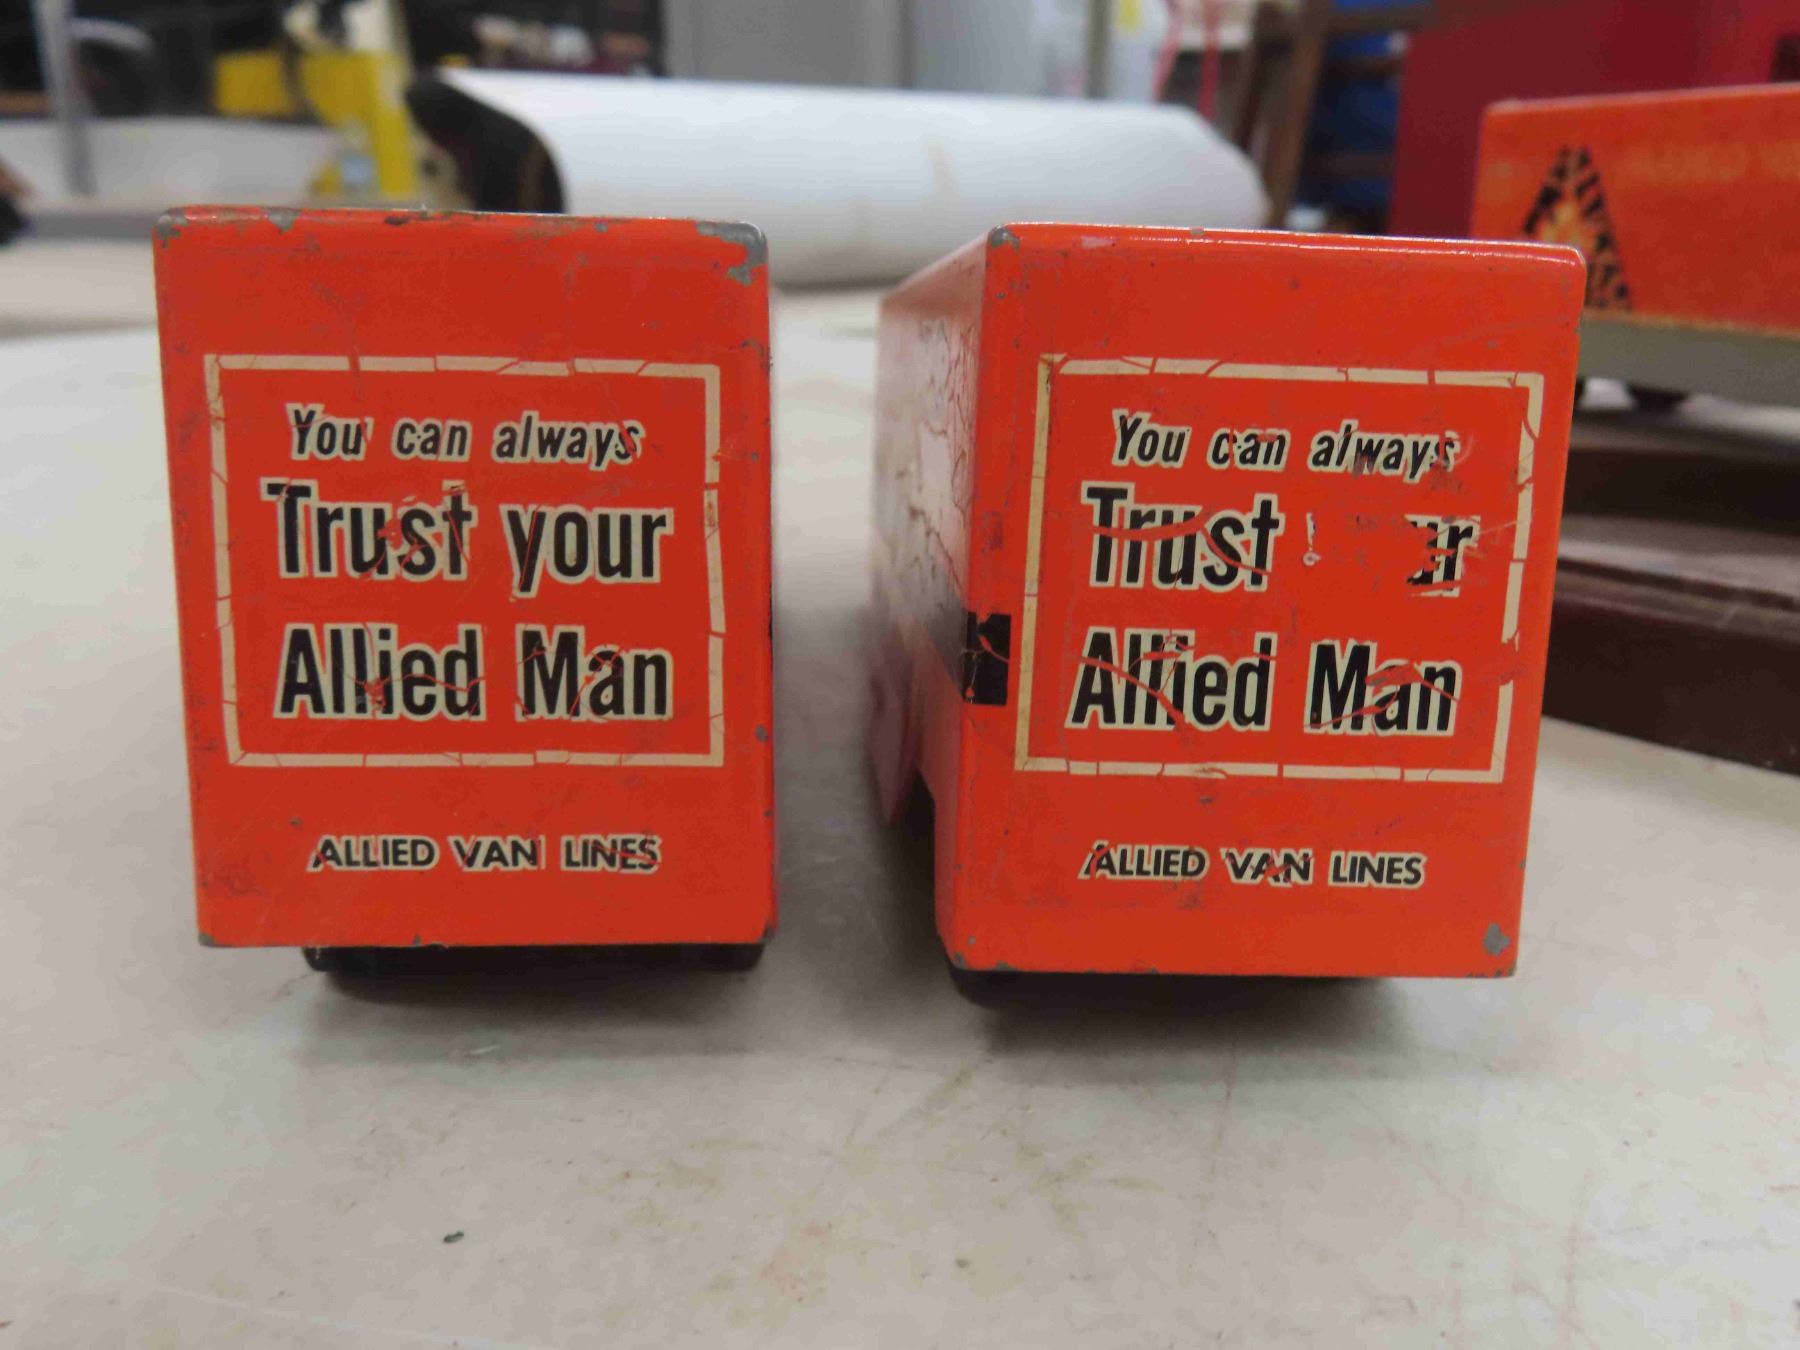 You can always
Trust your
Allied Man
ALLIED VAN LINES
You can always
Trust ur
Allied Man
ALLIED VAN LINES